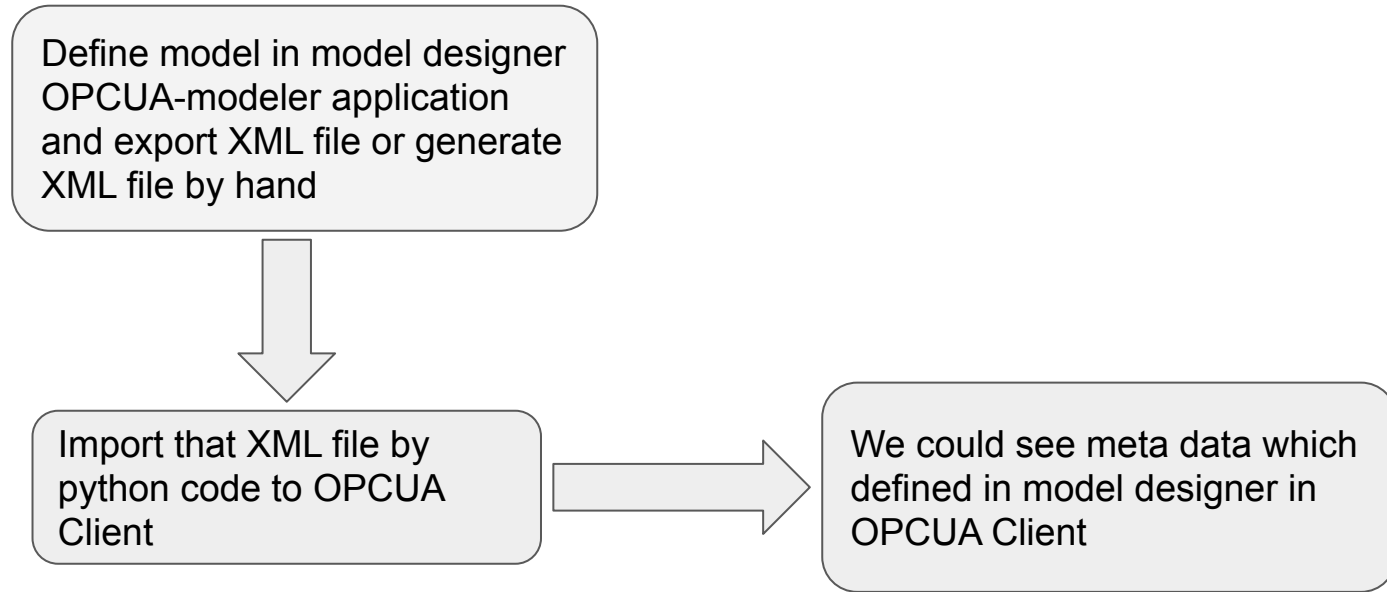 Define model in model designer
OPCUA-modeler application
and export XML file or generate
XML file by hand
Import that XML file by
python code to OPCUA
Client
We could see meta data which
defined in model designer in
OPCUA Client